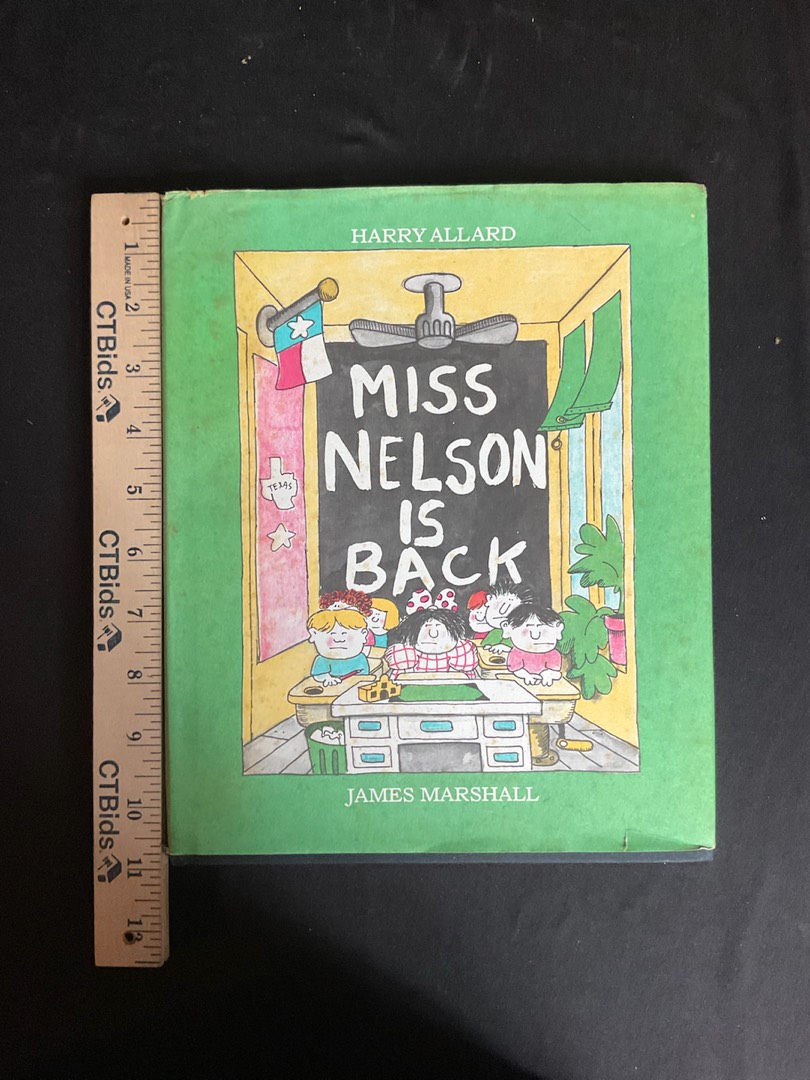 HARRY ALLARD
MISS
NELSON
IS
BACK
TEXAS
JAMES MARSHALL
1
MADE IN USA
2
3
4
5
6
7
8
9
10
11
CTBids
CTBids
CTBids